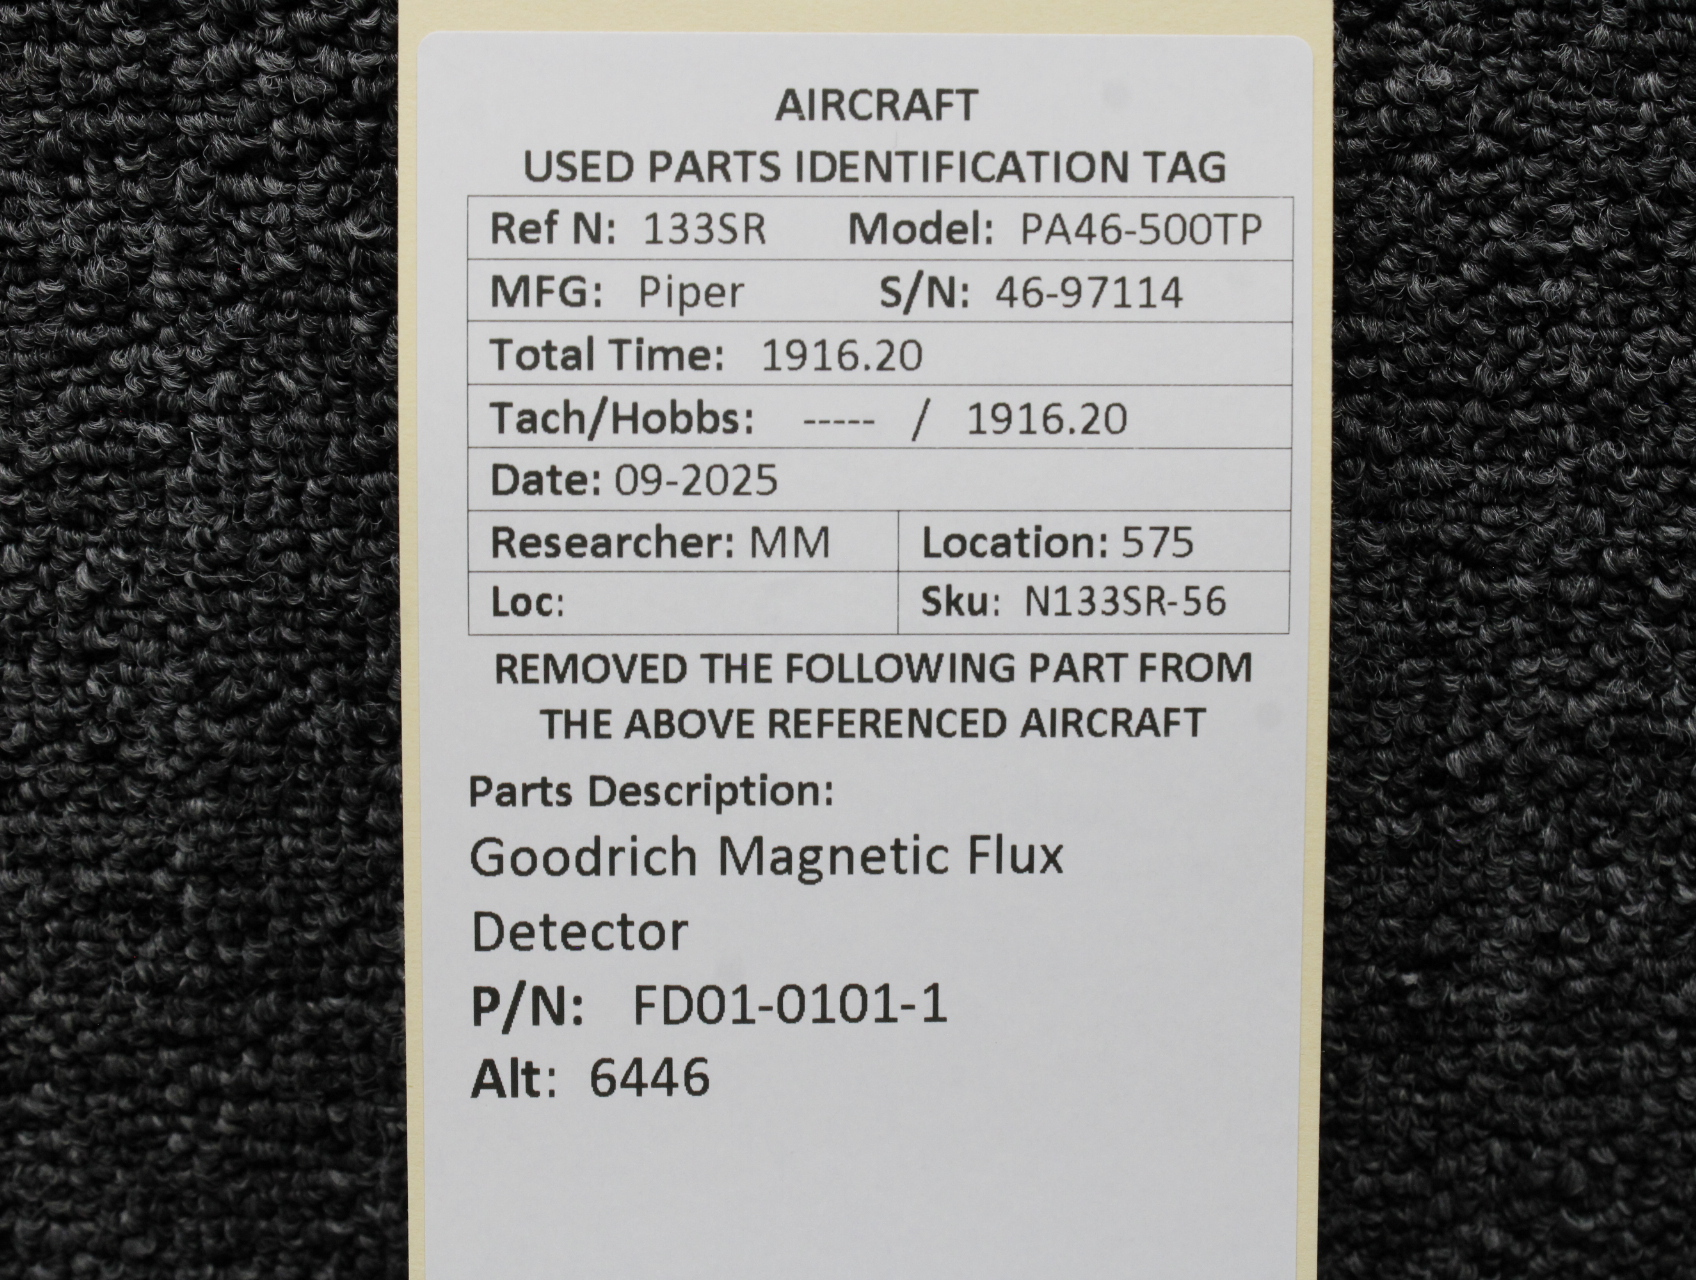 AIRCRAFT
USED PARTS IDENTIFICATION TAG
Ref N: 133SR Model: PA46-500TP
MFG: Piper S/N: 46-97114
Total Time: 1916.20
Tach/Hobbs: ----- / 1916.20
Date: 09-2025
Researcher: MM Location: 575
Loc: Sku: N133SR-56
REMOVED THE FOLLOWING PART FROM
THE ABOVE REFERENCED AIRCRAFT
Parts Description:
Goodrich Magnetic Flux
Detector
P/N: FD01-0101-1
Alt: 6446